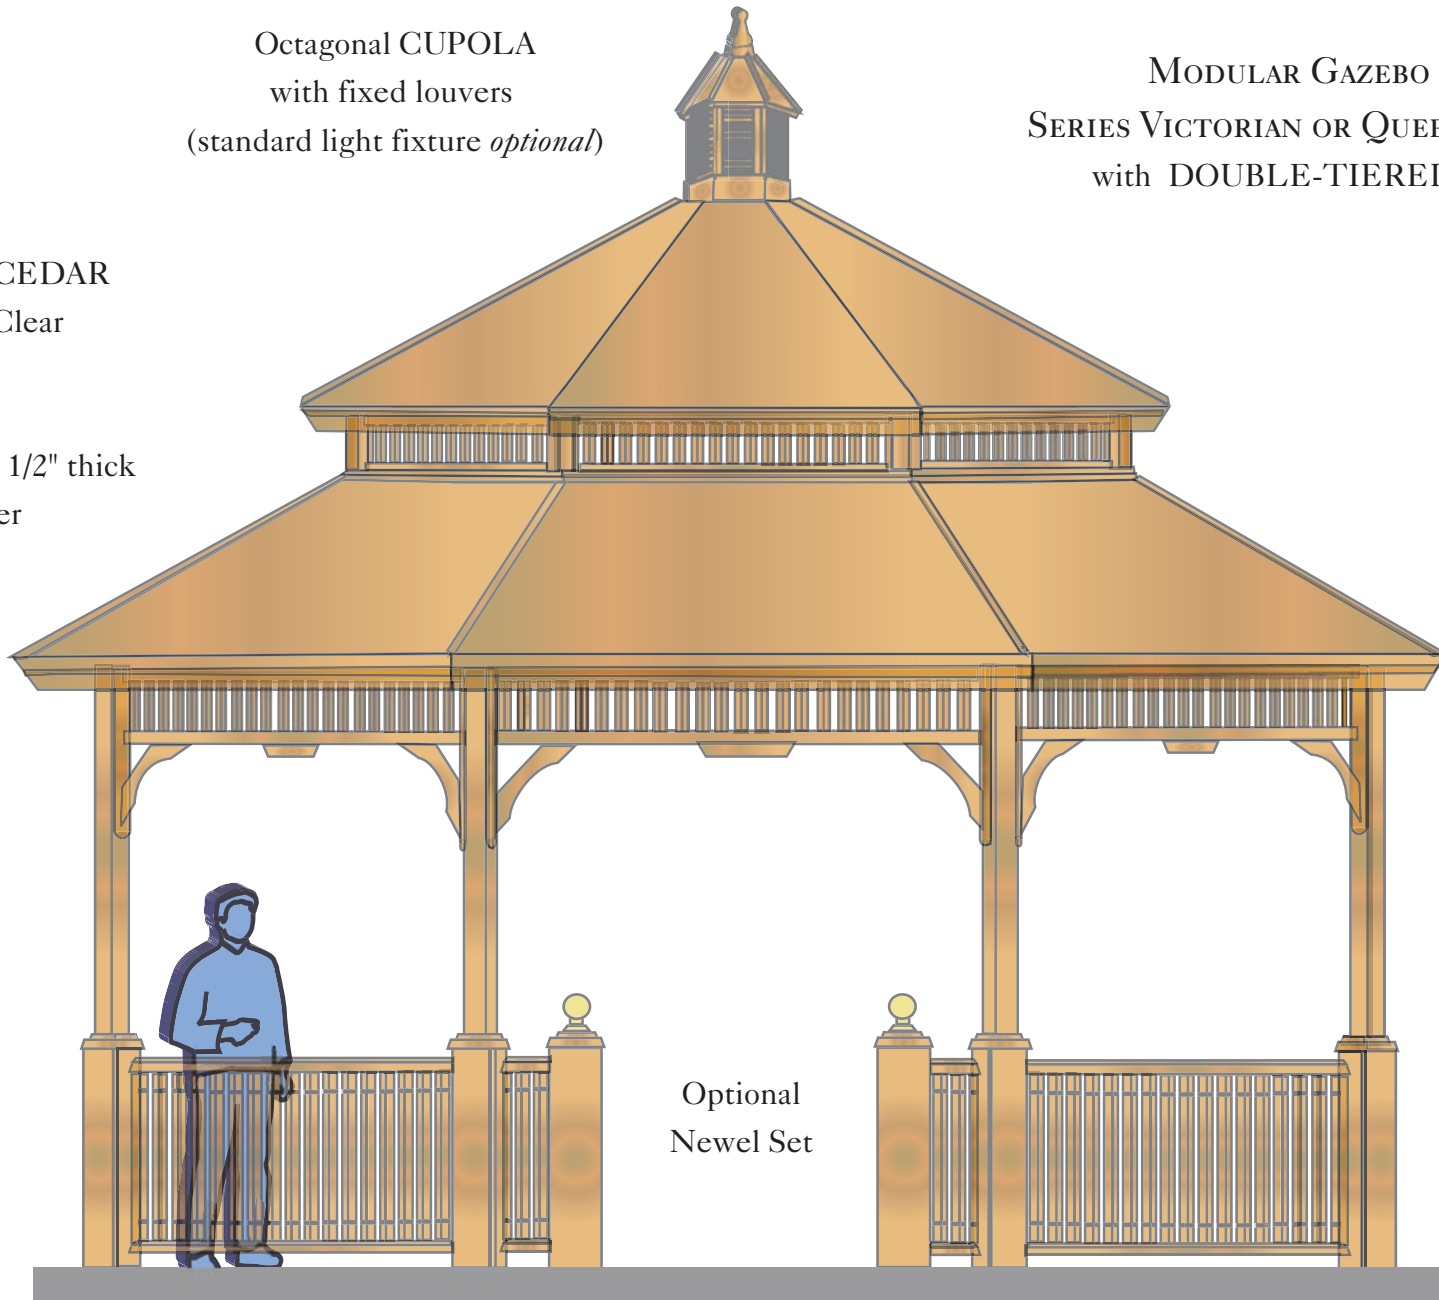 Octagonal CUPOLA
with fixed louvers
(standard light fixture optional)
MODULAR GAZEBO
SERIES VICTORIAN OR
with DOUBLE-TIERED
CEDAR
Clear
1/2" thick
Optional
Newel Set